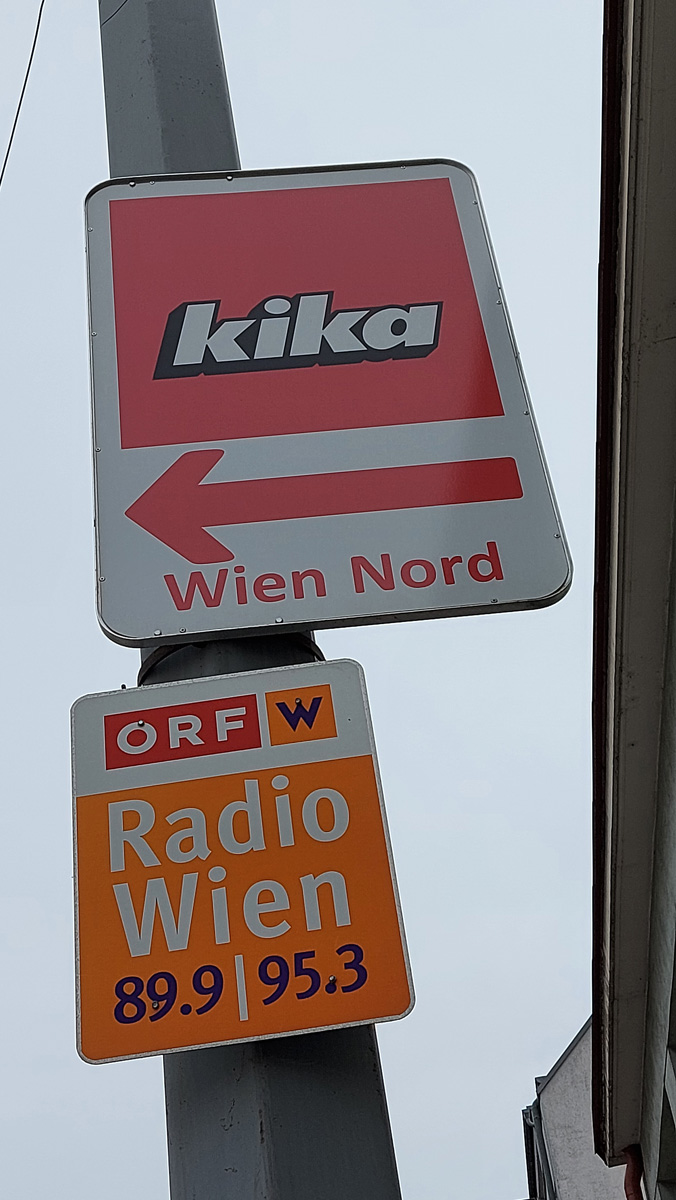 kika
Wien Nord
ORF W
Radio
Wien
89.9 | 95.3